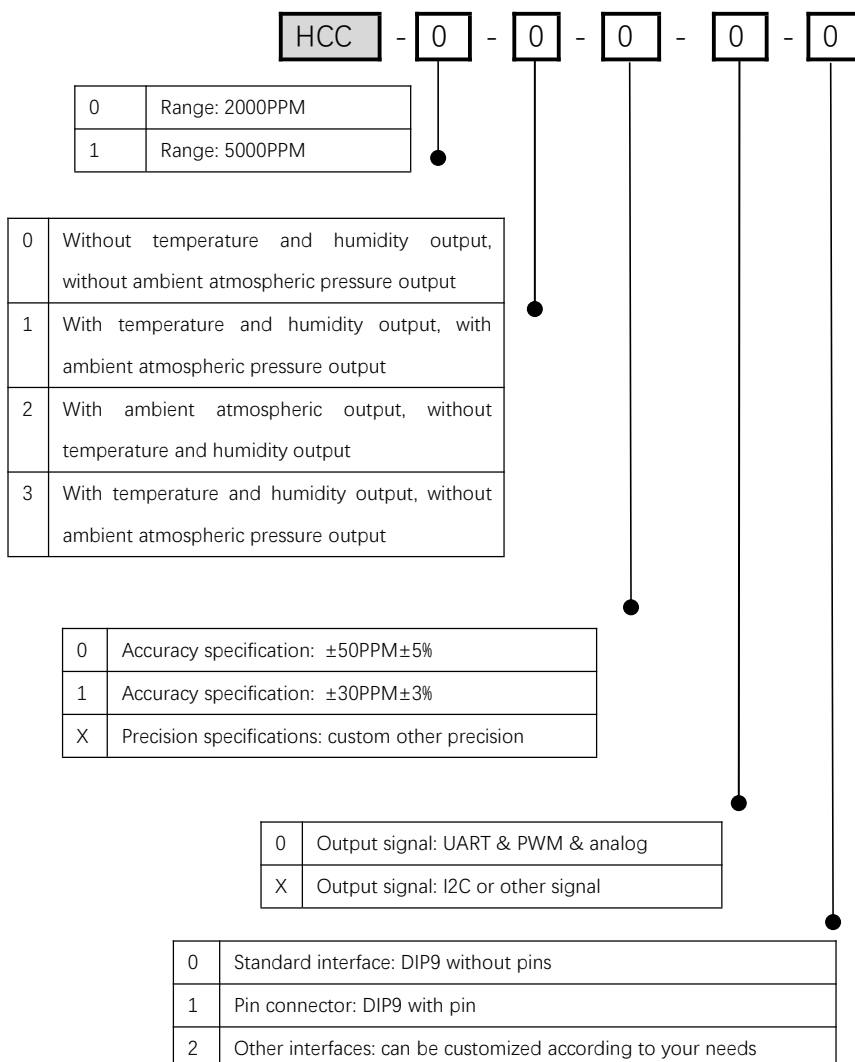 HCC - 0 - 0 - 0 - 0 - 0
0 Range: 2000PPM
1 Range: 5000PPM
0 Without temperature and humidity output,
without ambient atmospheric pressure output
1 With temperature and humidity output, with
ambient atmospheric pressure output
2 With ambient atmospheric output, without
temperature and humidity output
3 With temperature and humidity output, without
ambient atmospheric pressure output
0 Accuracy specification: ±50PPM±5%
1 Accuracy specification: ±30PPM±3%
X Precision specifications: custom other precision
0 Output signal: UART & PWM & analog
X Output signal: I2C or other signal
0 Standard interface: DIP9 without pins
1 Pin connector: DIP9 with pin
2 Other interfaces: can be customized according to your needs